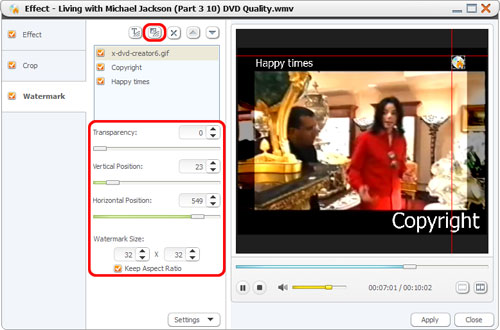 Effect - Living with Michael Jackson (Part 3 10) DVD Quality.wmv
Effect
Crop
Watermark
x-dvd-creator6.gif
Copyright
Happy times
Transparency: 0
Vertical Position: 23
Horizontal Position: 549
Watermark Size:
32 X 32
Keep Aspect Ratio
Settings
Happy times
Copyright
00:07:01 / 00:10:02
Apply
Close